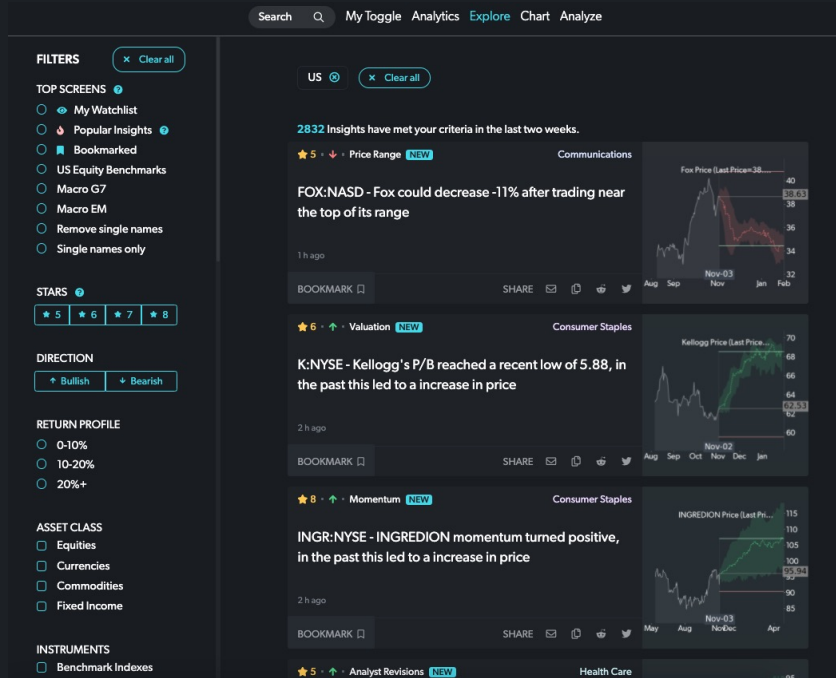 Search My Toggle Analytics Explore Chart Analyze
FILTERS
× Clear all
TOP SCREENS ?
My Watchlist
Popular Insights ?
Bookmarked
US Equity Benchmarks
Macro G7
Macro EM
Remove single names
Single names only
STARS ?
★ 5 ★ 6 ★ 7 ★ 8
DIRECTION
↑ Bullish ↓ Bearish
RETURN PROFILE
0-10%
10-20%
20%+
ASSET CLASS
Equities
Currencies
Commodities
Fixed Income
INSTRUMENTS
Benchmark Indexes
US × Clear all
2832 Insights have met your criteria in the last two weeks.
★ 5 · ↓ · Price Range NEW Communications
FOX:NASD - Fox could decrease -11% after trading near
the top of its range
1 h ago
BOOKMARK SHARE
Fox Price (Last Price=38....
40
38.63
38
36
34
32
Nov-03
Aug Sep Nov Jan Feb
★ 6 · ↑ · Valuation NEW Consumer Staples
K:NYSE - Kellogg's P/B reached a recent low of 5.88, in
the past this led to a increase in price
2 h ago
BOOKMARK SHARE
Kellogg Price (Last Price...
70
68
66
64
62.53
62
60
Nov-02
Aug Sep Oct Nov Dec Jan
★ 8 · ↑ · Momentum NEW Consumer Staples
INGR:NYSE - INGREDION momentum turned positive,
in the past this led to a increase in price
2 h ago
BOOKMARK SHARE
INGREDION Price (Last Pri...
115
110
105
100
95.94
90
85
Nov-03
May Aug Nov Dec Apr
★ 5 · ↑ · Analyst Revisions NEW Health Care